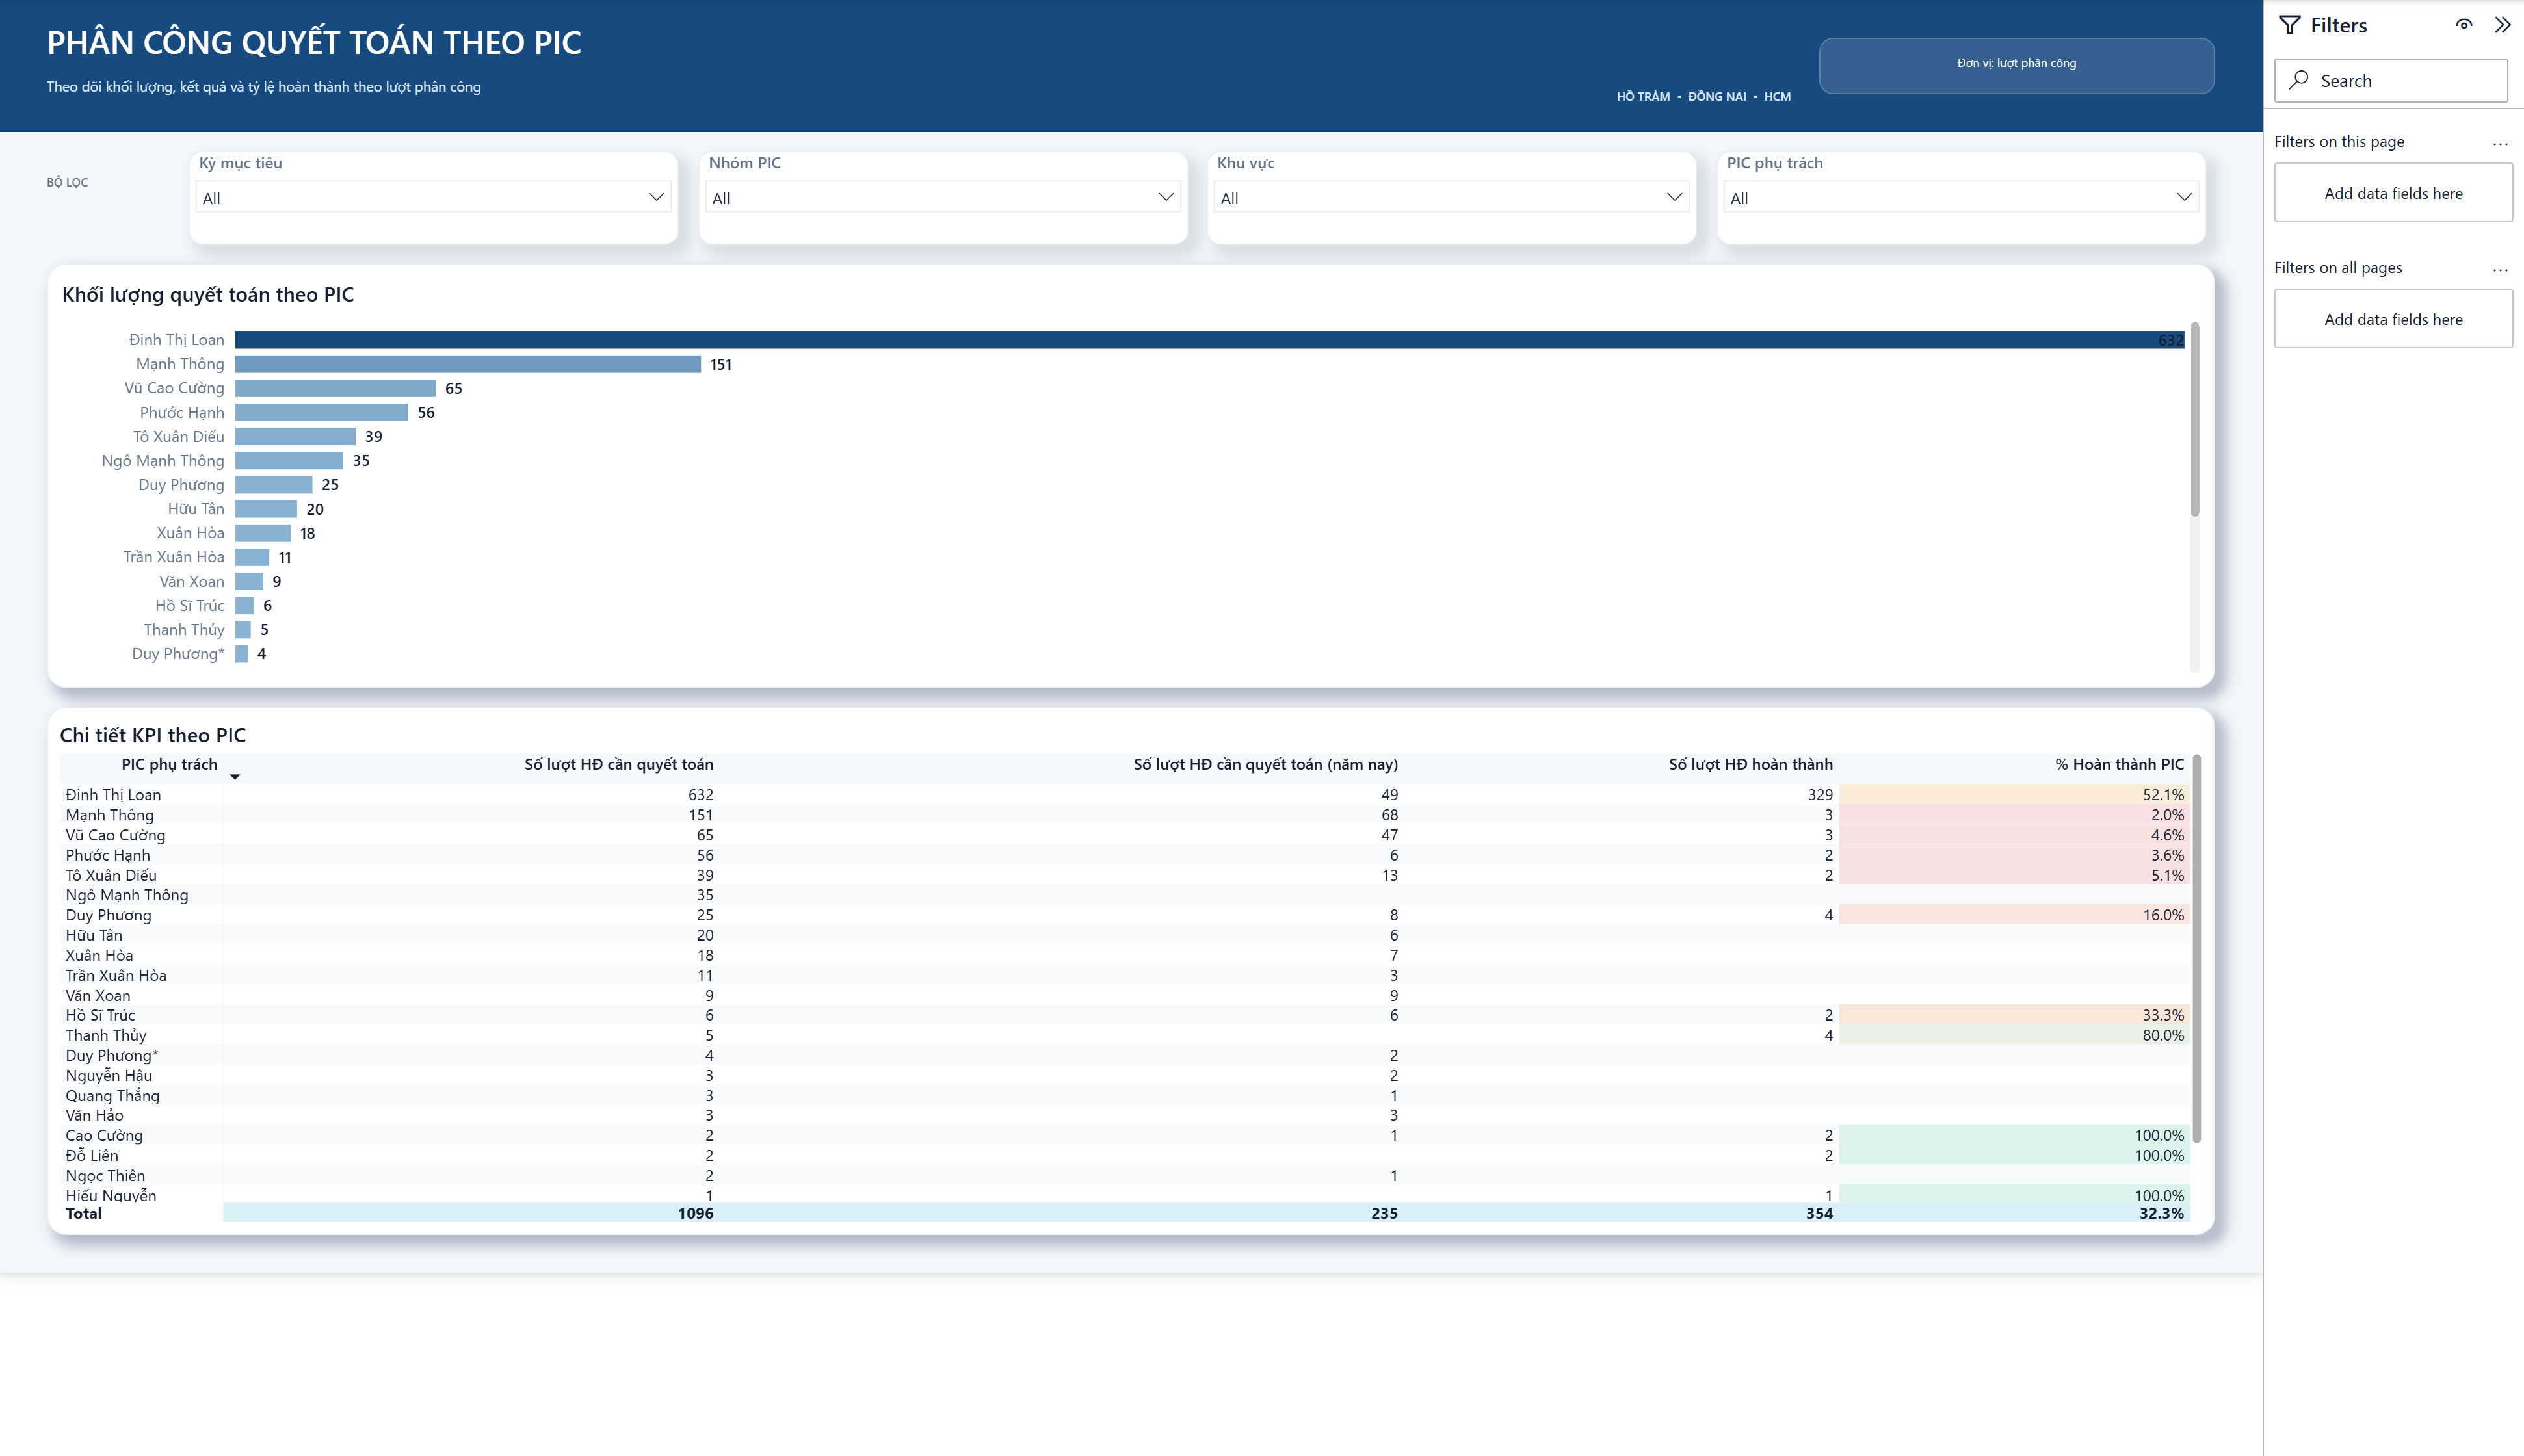 PHÂN CÔNG QUYẾT TOÁN THEO PIC
Theo dõi khối lượng, kết quả và tỷ lệ hoàn thành theo lượt phân công
HỒ TRÀM • ĐỒNG NAI • HCM
Đơn vị: lượt phân công
BỘ LỌC
Kỳ mục tiêu
All
Nhóm PIC
All
Khu vực
All
PIC phụ trách
All
Khối lượng quyết toán theo PIC
Đinh Thị Loan 632
Mạnh Thông 151
Vũ Cao Cường 65
Phước Hạnh 56
Tô Xuân Diếu 39
Ngô Mạnh Thông 35
Duy Phương 25
Hữu Tân 20
Xuân Hòa 18
Trần Xuân Hòa 11
Văn Xoan 9
Hồ Sĩ Trúc 6
Thanh Thủy 5
Duy Phương* 4
Chi tiết KPI theo PIC
PIC phụ trách Số lượt HĐ cần quyết toán Số lượt HĐ cần quyết toán (năm nay) Số lượt HĐ hoàn thành % Hoàn thành PIC
Đinh Thị Loan 632 49 329 52.1%
Mạnh Thông 151 68 3 2.0%
Vũ Cao Cường 65 47 3 4.6%
Phước Hạnh 56 6 2 3.6%
Tô Xuân Diếu 39 13 2 5.1%
Ngô Mạnh Thông 35
Duy Phương 25 8 4 16.0%
Hữu Tân 20 6
Xuân Hòa 18 7
Trần Xuân Hòa 11 3
Văn Xoan 9 9
Hồ Sĩ Trúc 6 6 2 33.3%
Thanh Thủy 5 4 80.0%
Duy Phương* 4 2
Nguyễn Hậu 3 2
Quang Thắng 3 1
Văn Hảo 3 3
Cao Cường 2 1 2 100.0%
Đỗ Liên 2 2 100.0%
Ngọc Thiên 2 1
Hiếu Nguyễn 1 1 100.0%
Total 1096 235 354 32.3%
Filters
Search
Filters on this page ...
Add data fields here
Filters on all pages ...
Add data fields here